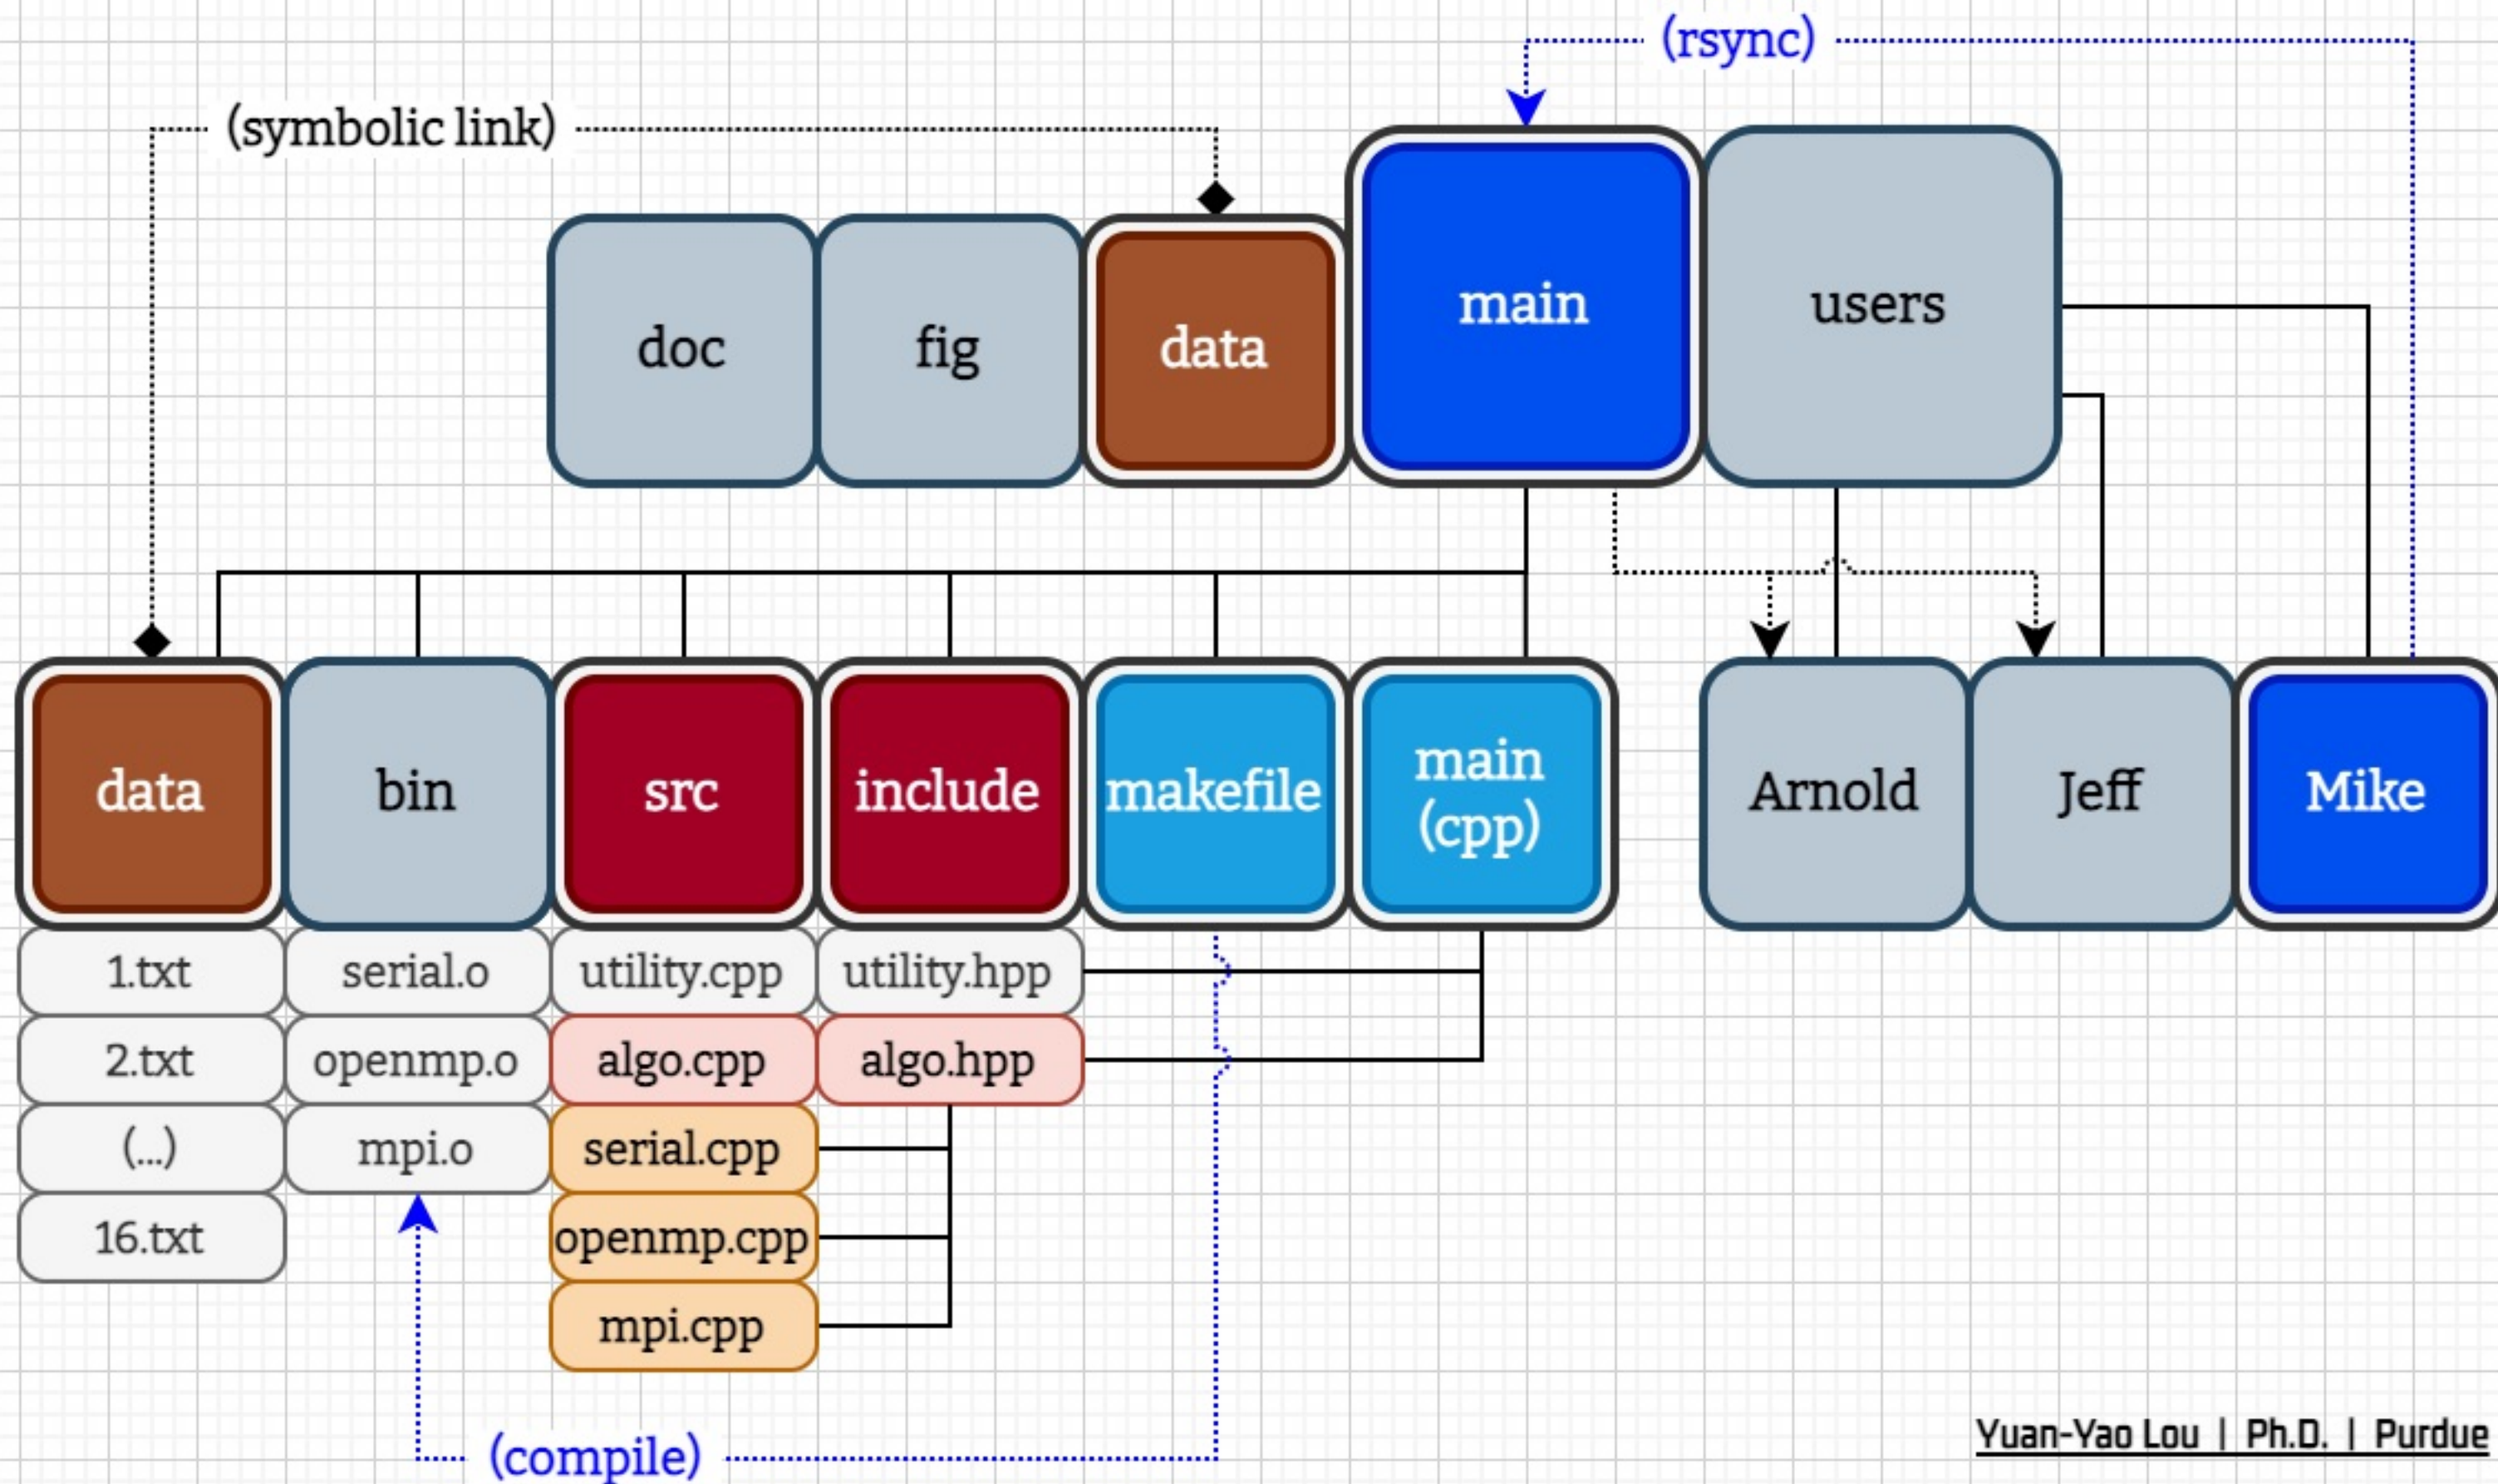 (rsync)
(symbolic link)
doc
fig
data
main
users
data
bin
src
include
makefile
main
(cpp)
Arnold
Jeff
Mike
1.txt
serial.o
utility.cpp
utility.hpp
2.txt
openmp.o
algo.cpp
algo.hpp
(...)
mpi.o
serial.cpp
16.txt
openmp.cpp
mpi.cpp
(compile)
Yuan-Yao Lou | Ph.D. | Purdue